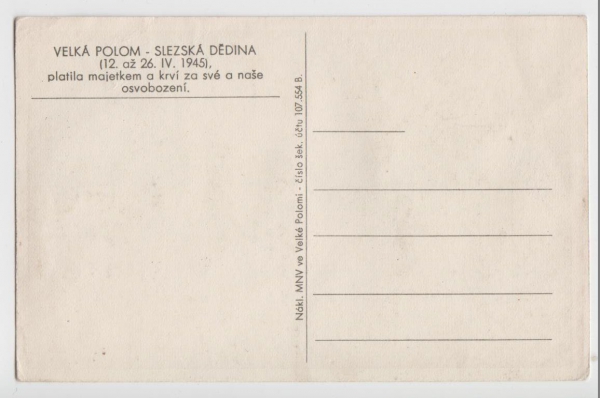 VELKÁ POLOM - SLEZSKÁ DĚDINA
(12. až 26. IV. 1945),
platila majetkem a krví za své a naše
osvobození.
Nákl. MNV ve Velké Polomi - číslo šek. účtu 107.554 B.